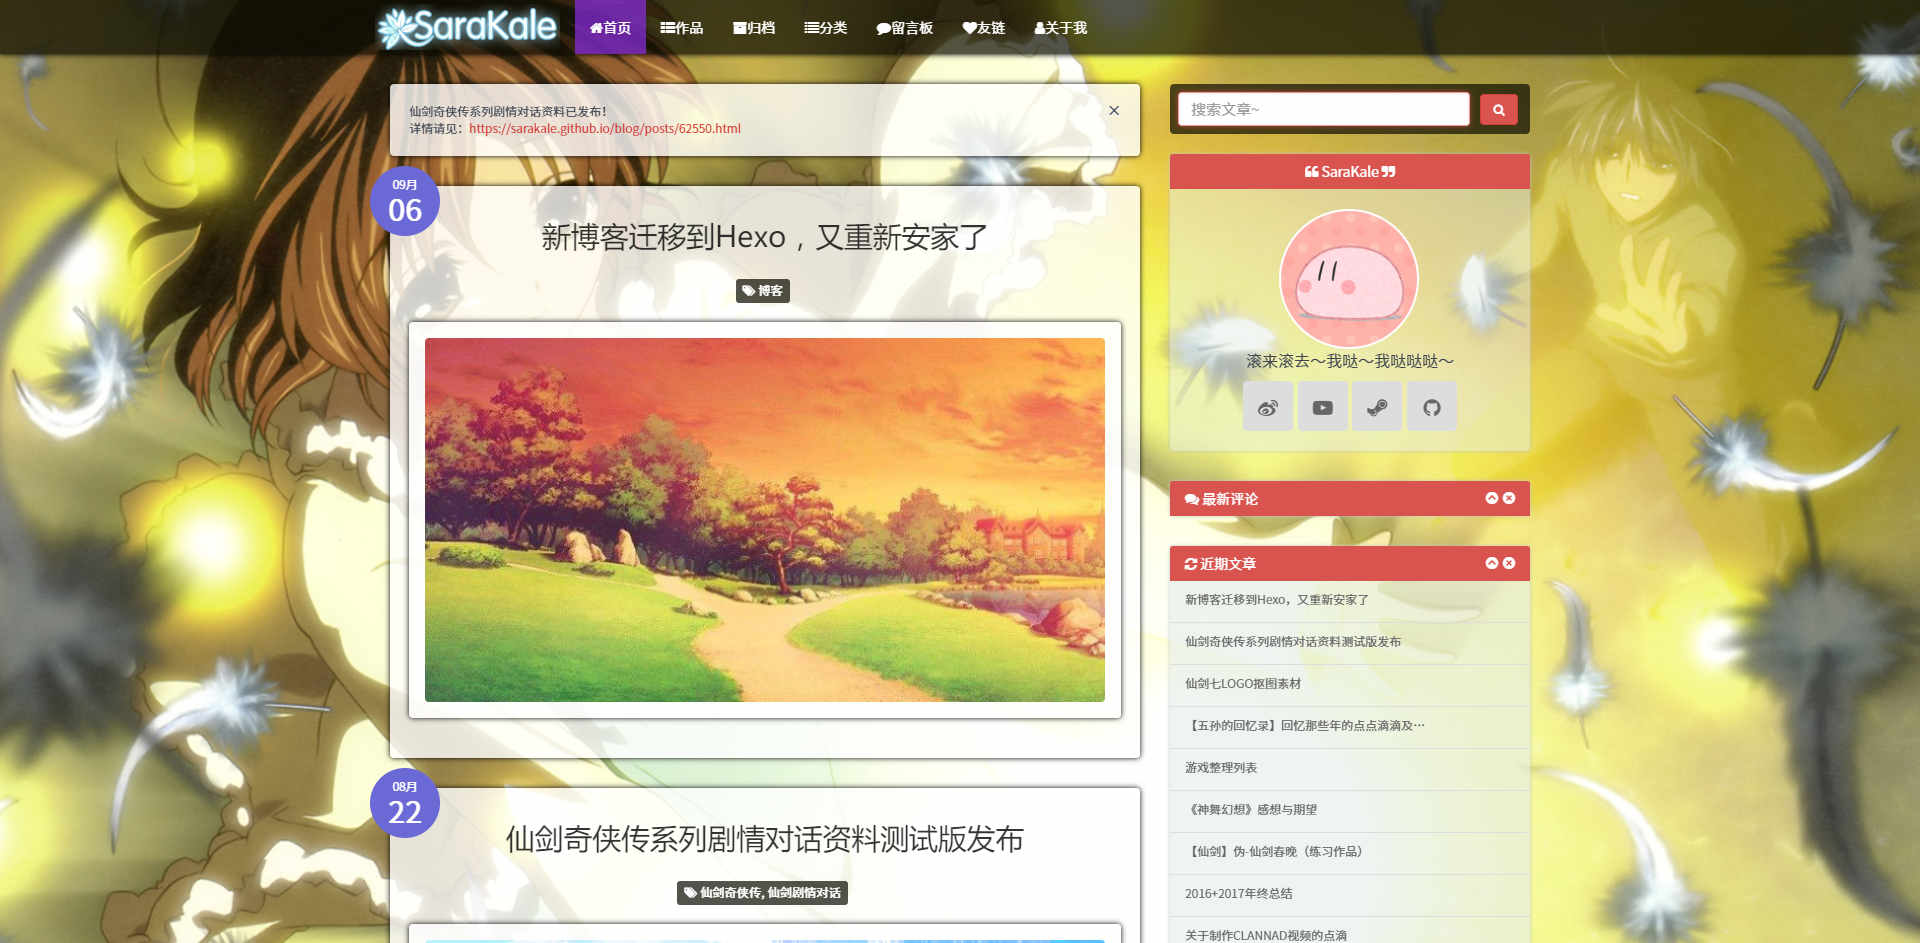 SaraKale
首页 作品 归档 分类 留言板 友链 关于我
仙剑奇侠传系列剧情对话资料已发布！
详情请见：https://sarakale.github.io/blog/posts/62550.html
09月
06
新博客迁移到Hexo，又重新安家了
博客
08月
22
仙剑奇侠传系列剧情对话资料测试版发布
仙剑奇侠传, 仙剑剧情对话
搜索文章~
SaraKale
滚来滚去～我哒～我哒哒哒～
最新评论
近期文章
新博客迁移到Hexo，又重新安家了
仙剑奇侠传系列剧情对话资料测试版发布
仙剑七LOGO抠图素材
【五孙的回忆录】回忆那些年的点点滴滴及…
游戏整理列表
《神舞幻想》感想与期望
【仙剑】伪-仙剑春晚（练习作品）
2016+2017年终总结
关于制作CLANNAD视频的点滴